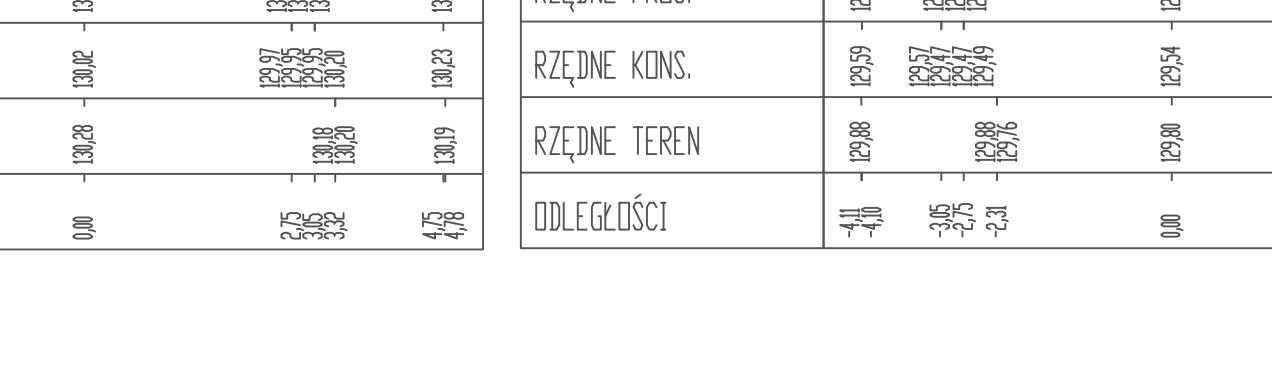 130,02 129,97 129,95 129,95 130,20 130,23
130,28 130,18 130,20 130,19
0,00 2,75 3,05 3,32 4,75 4,78
RZĘDNE KONS. 129,59 129,57 129,47 129,47 129,49 129,54
RZĘDNE TEREN 129,88 129,88 129,76 129,80
ODLEGŁOŚCI -4,11 -4,10 -3,05 -2,75 -2,31 0,00